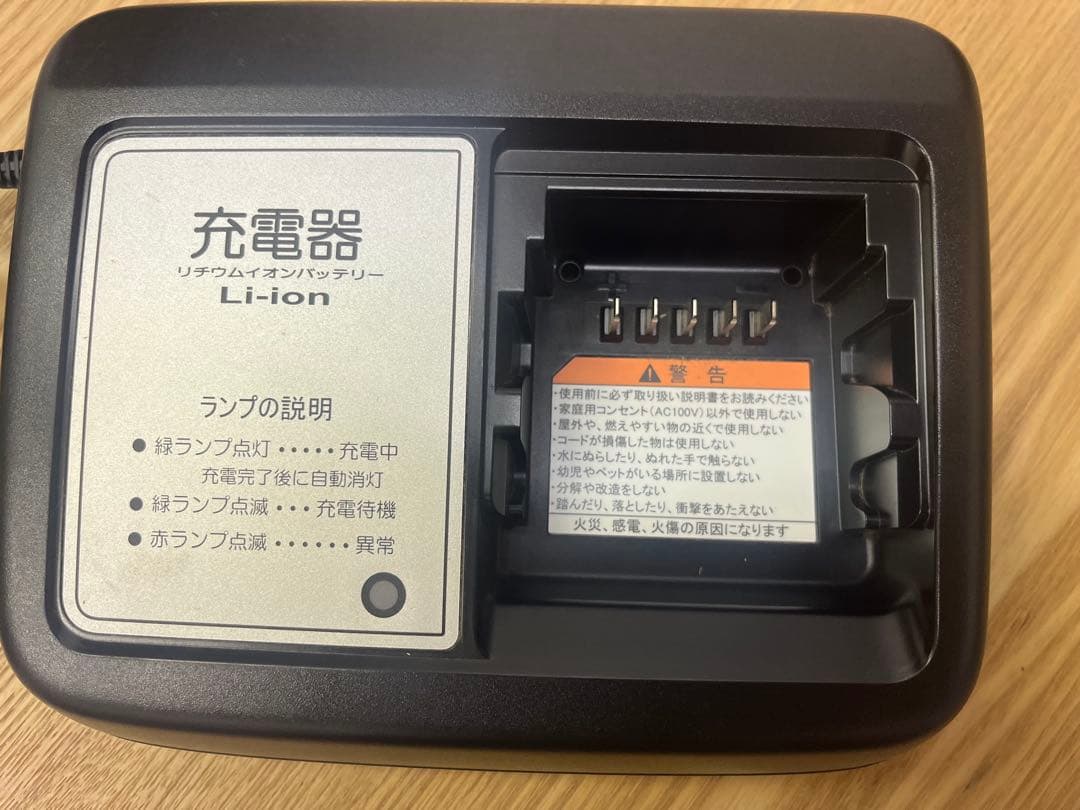 充電器
リチウムイオンバッテリー
Li-ion
ランプの説明
● 緑ランプ点灯・・・・・充電中
充電完了後に自動消灯
● 緑ランプ点滅・・・充電待機
● 赤ランプ点滅・・・・・・異常
+ −
⚠ 警告
・使用前に必ず取り扱い説明書をお読みください
・家庭用コンセント(AC100V)以外で使用しない
・屋外や、燃えやすい物の近くで使用しない
・コードが損傷した物は使用しない
・水にぬらしたり、ぬれた手で触らない
・幼児やペットがいる場所に設置しない
・分解や改造をしない
・踏んだり、落としたり、衝撃をあたえない
火災、感電、火傷の原因になります